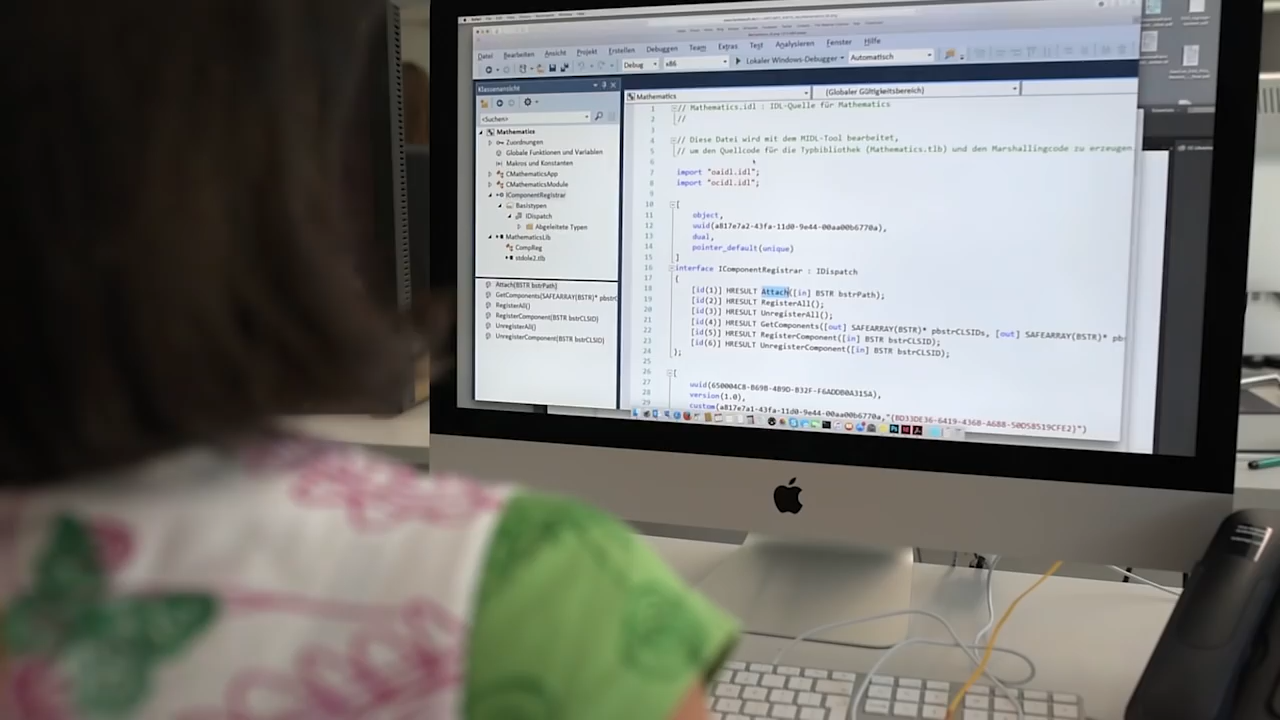 Datei Bearbeiten Ansicht Projekt Erstellen Debuggen Team Extras Test Analysieren Fenster Hilfe
Debug x86 Lokaler Windows-Debugger Automatisch
Klassenansicht
<Suchen>
Mathematics
Zuordnungen
Globale Funktionen und Variablen
Makros und Konstanten
CMathematicsApp
CMathematicsModule
IComponentRegistrar
Basistypen
IDispatch
Abgeleitete Typen
MathematicsLib
CompReg
stdole2.tlb
Attach(BSTR bstrPath)
GetComponents(SAFEARRAY(BSTR)* pbstrC
RegisterAll()
RegisterComponent(BSTR bstrCLSID)
UnregisterAll()
UnregisterComponent(BSTR bstrCLSID)
Mathematics (Globaler Gültigkeitsbereich)
1 // Mathematics.idl : IDL-Quelle für Mathematics
2 //
3
4 // Diese Datei wird mit dem MIDL-Tool bearbeitet,
5 // um den Quellcode für die Typbibliothek (Mathematics.tlb) und den Marshallingcode zu erzeugen.
6
7 import "oaidl.idl";
8 import "ocidl.idl";
9
10 [
11 object,
12 uuid(a817e7a2-43fa-11d0-9e44-00aa00b6770a),
13 dual,
14 pointer_default(unique)
15 ]
16 interface IComponentRegistrar : IDispatch
17 {
18 [id(1)] HRESULT Attach([in] BSTR bstrPath);
19 [id(2)] HRESULT RegisterAll();
20 [id(3)] HRESULT UnregisterAll();
21 [id(4)] HRESULT GetComponents([out] SAFEARRAY(BSTR)* pbstrCLSIDs, [out] SAFEARRAY(BSTR)* pbs
22 [id(5)] HRESULT RegisterComponent([in] BSTR bstrCLSID);
23 [id(6)] HRESULT UnregisterComponent([in] BSTR bstrCLSID);
24 };
25
26 [
27 uuid(650004C8-B69B-4B9D-B32F-F6ADDB0A315A),
28 version(1.0),
29 custom(a817e7a1-43fa-11d0-9e44-00aa00b6770a,"{BD33DE36-6419-4368-A688-50D58519CFE2}")